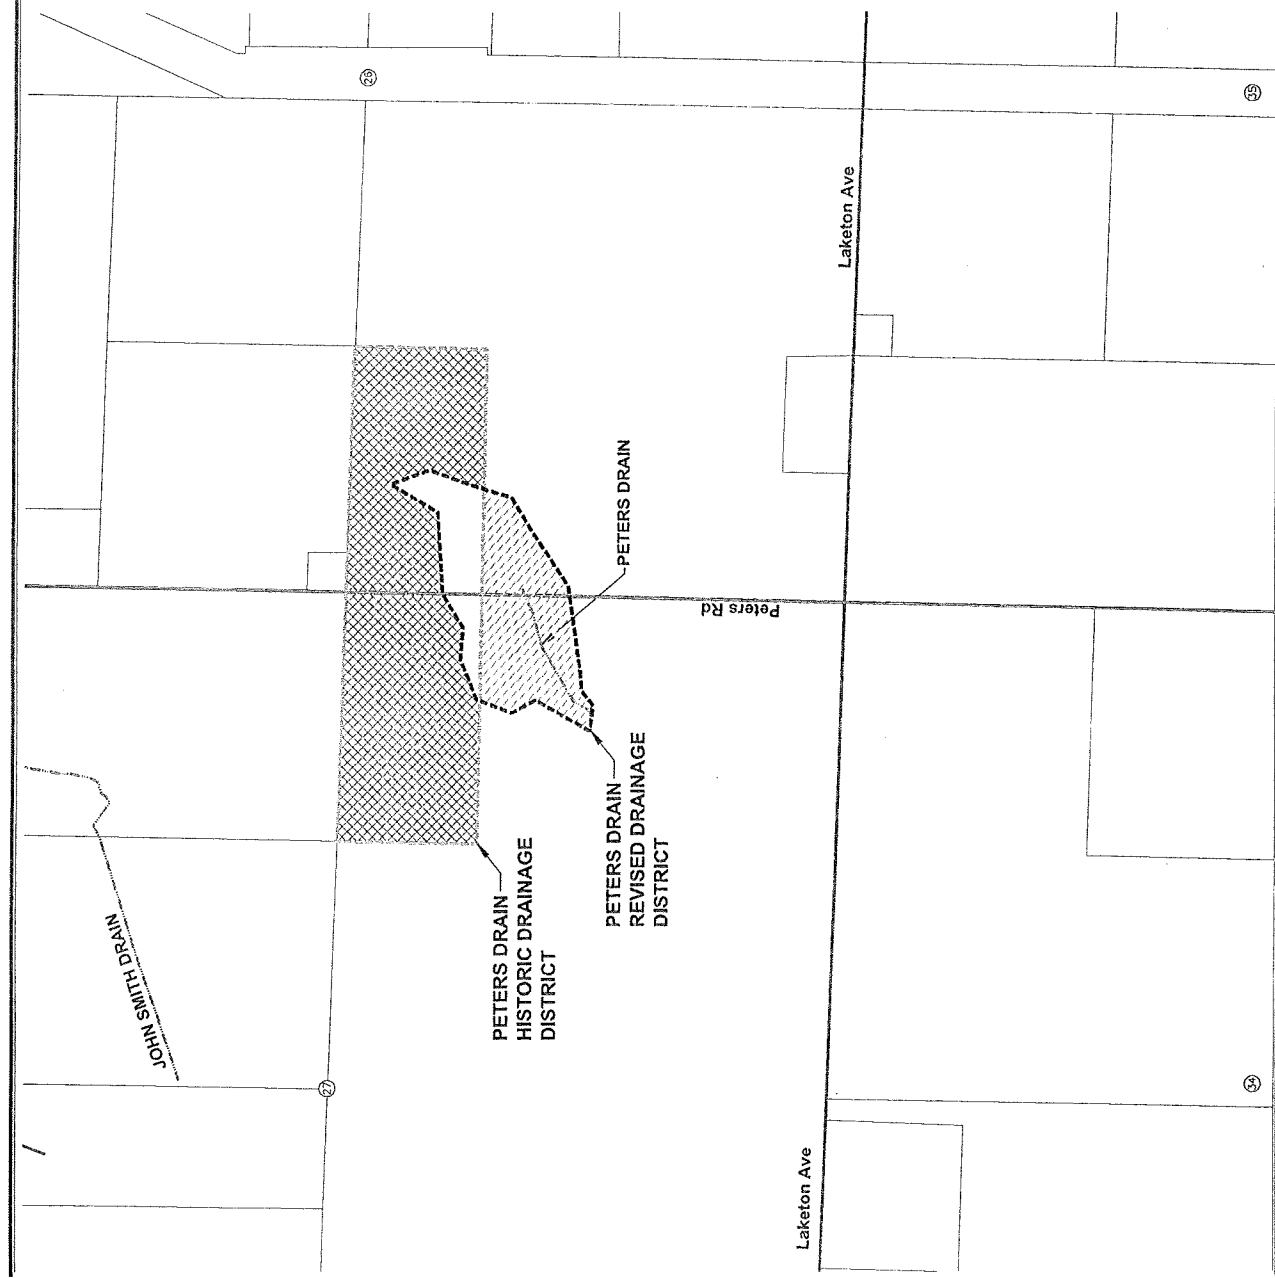 26
35
Laketon Ave
PETERS DRAIN
Peters Rd
JOHN SMITH DRAIN
PETERS DRAIN
HISTORIC DRAINAGE
DISTRICT
PETERS DRAIN
REVISED DRAINAGE
DISTRICT
27
34
Laketon Ave